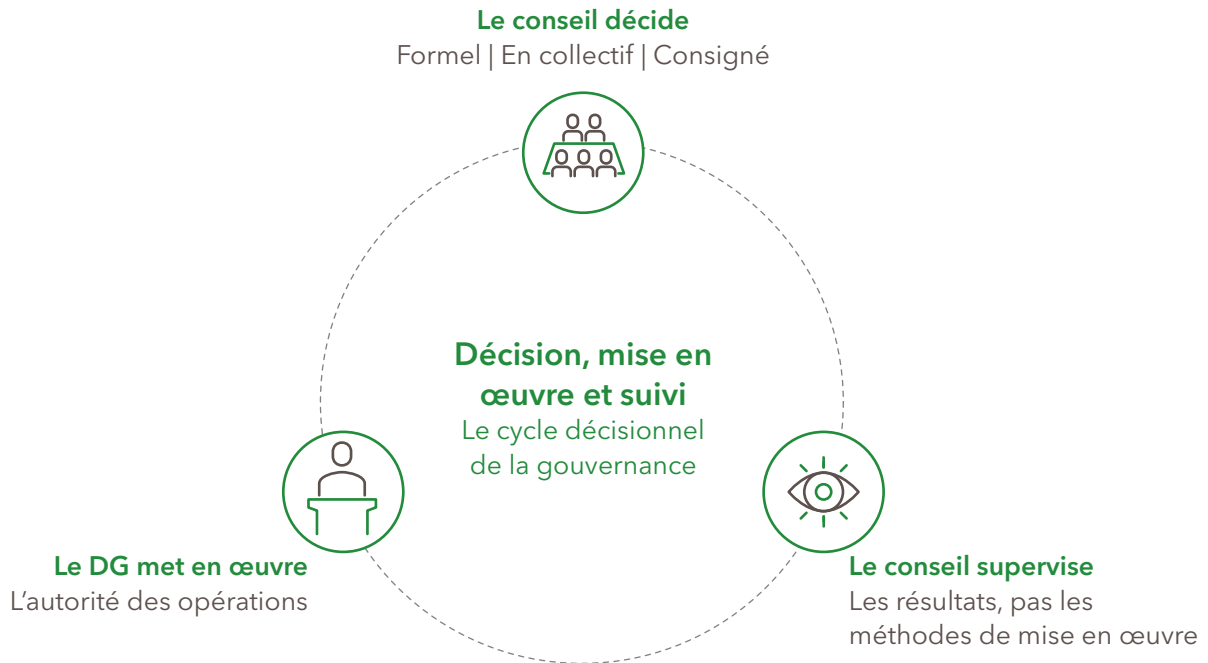 Le conseil décide
Formel | En collectif | Consigné
Décision, mise en
œuvre et suivi
Le cycle décisionnel
de la gouvernance
Le DG met en œuvre
L'autorité des opérations
Le conseil supervise
Les résultats, pas les
méthodes de mise en œuvre